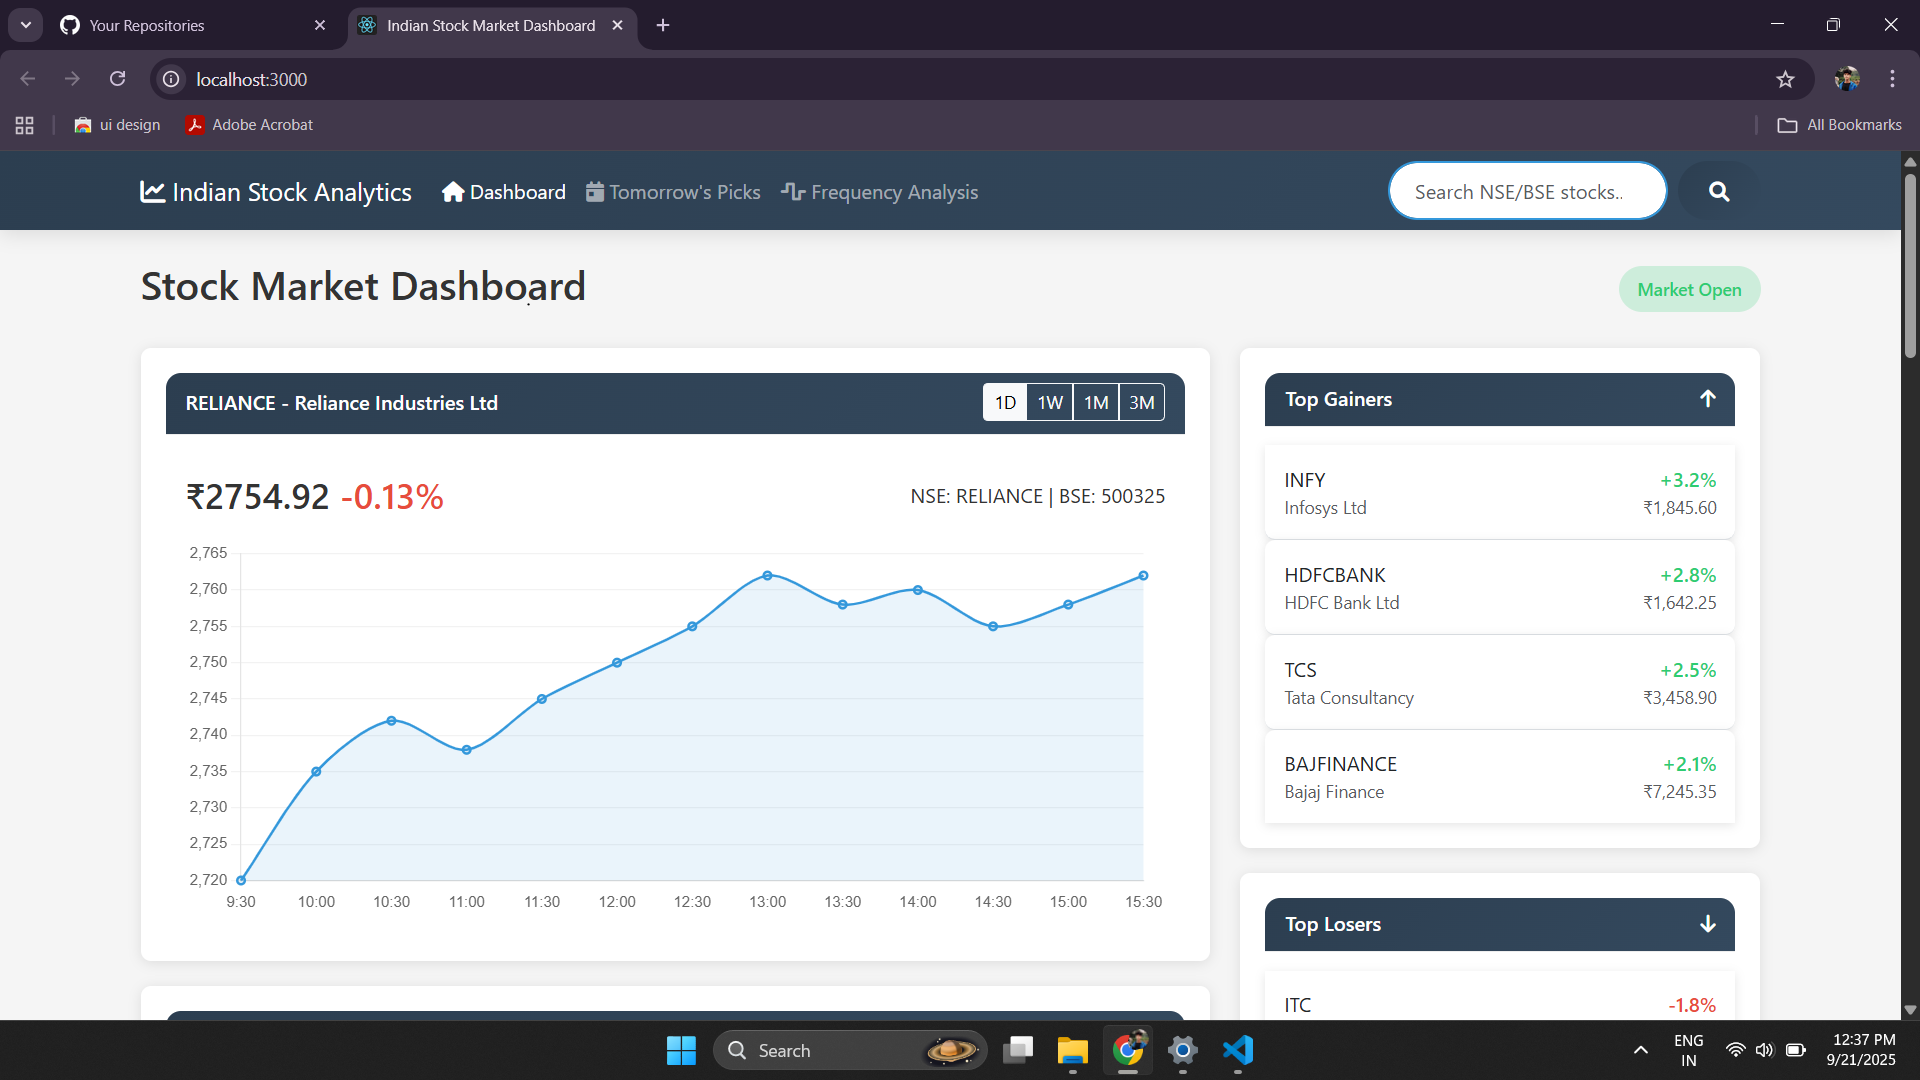 Your Repositories
Indian Stock Market Dashboard
localhost:3000
ui design
Adobe Acrobat
All Bookmarks
Indian Stock Analytics
Dashboard
Tomorrow's Picks
Frequency Analysis
Search NSE/BSE stocks..
Stock Market Dashboard
Market Open
RELIANCE - Reliance Industries Ltd
1D 1W 1M 3M
₹2754.92 -0.13%
NSE: RELIANCE | BSE: 500325
2,765
2,760
2,755
2,750
2,745
2,740
2,735
2,730
2,725
2,720
9:30 10:00 10:30 11:00 11:30 12:00 12:30 13:00 13:30 14:00 14:30 15:00 15:30
Top Gainers
INFY +3.2%
Infosys Ltd ₹1,845.60
HDFCBANK +2.8%
HDFC Bank Ltd ₹1,642.25
TCS +2.5%
Tata Consultancy ₹3,458.90
BAJFINANCE +2.1%
Bajaj Finance ₹7,245.35
Top Losers
ITC -1.8%
Search
ENG
IN
12:37 PM
9/21/2025